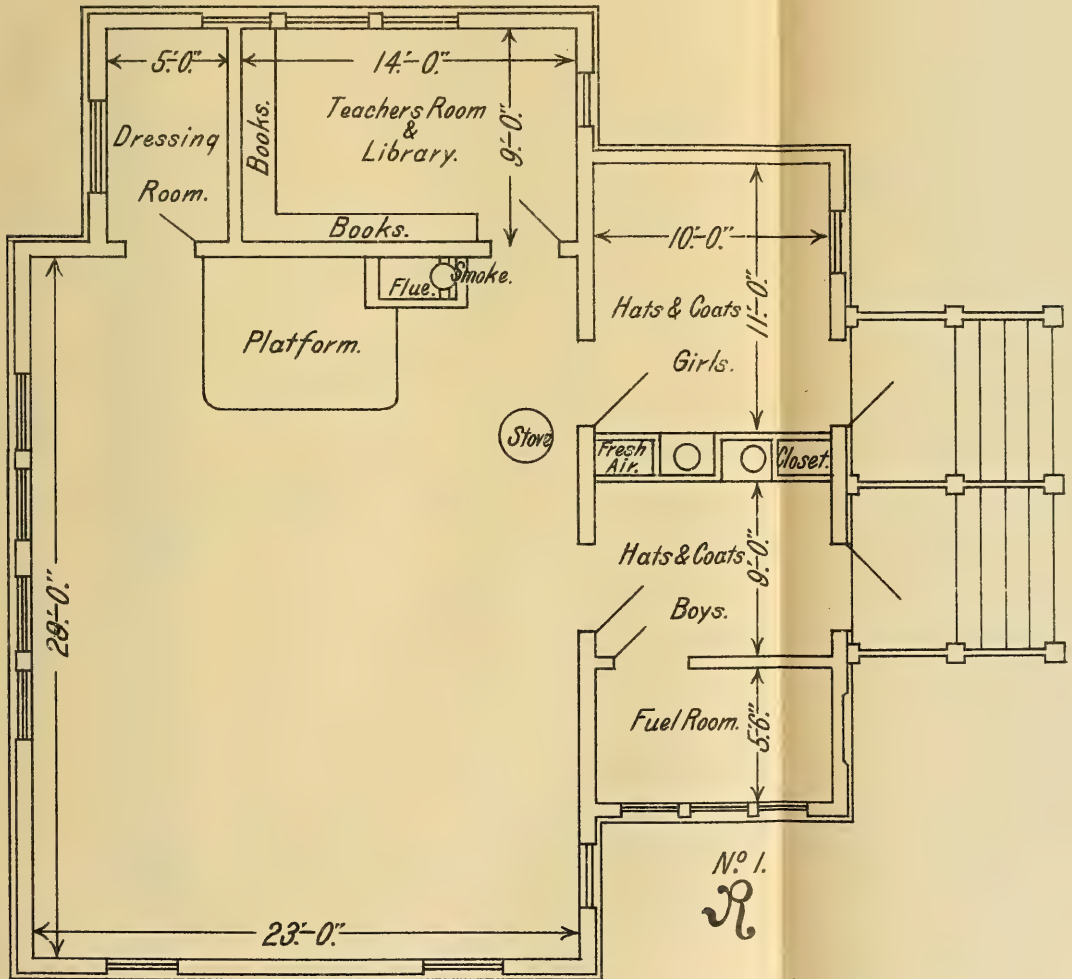 5'-0"
14'-0"
Dressing
Room.
Books.
Teachers Room
&
Library.
9'-0"
Books.
Flue.
Smoke.
Platform.
10'-0"
11'-0"
Hats & Coats
Girls.
Stove
Fresh
Air.
Closet.
Hats & Coats
Boys.
9'-0"
29'-0"
Fuel Room.
5'-6"
23'-0"
Nº 1.
R